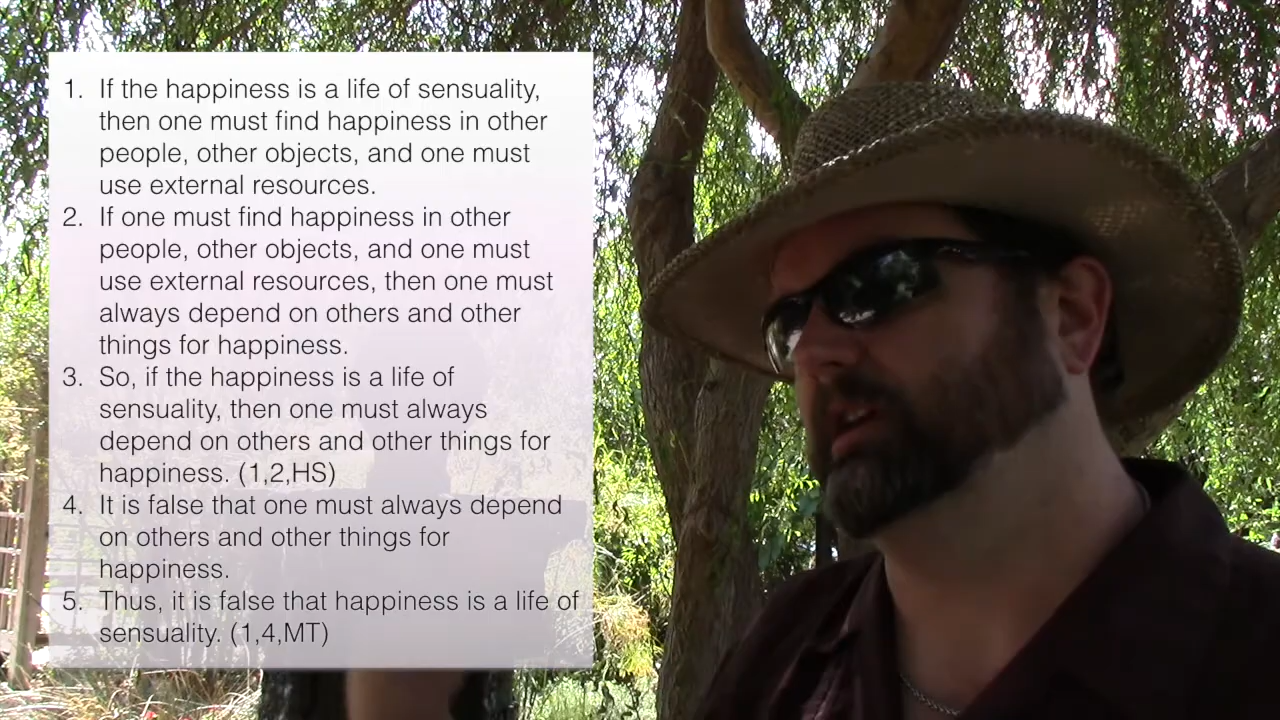 1. If the happiness is a life of sensuality,
then one must find happiness in other
people, other objects, and one must
use external resources.
2. If one must find happiness in other
people, other objects, and one must
use external resources, then one must
always depend on others and other
things for happiness.
3. So, if the happiness is a life of
sensuality, then one must always
depend on others and other things for
happiness. (1,2,HS)
4. It is false that one must always depend
on others and other things for
happiness.
5. Thus, it is false that happiness is a life of
sensuality. (1,4,MT)